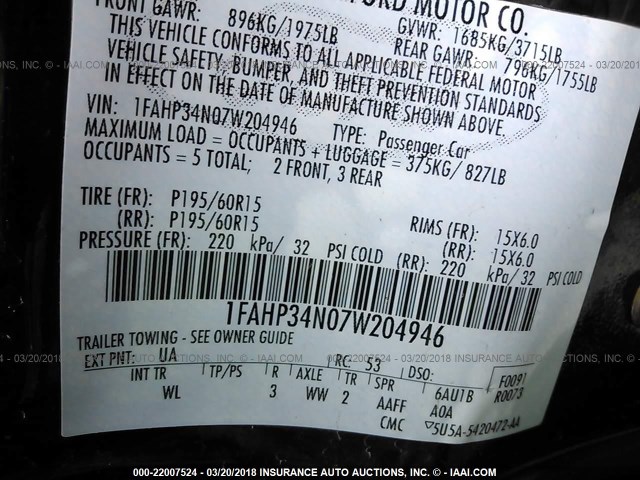 FORD MOTOR CO.
FRONT GAWR: 896KG/1975LB GVWR: 1685KG/3715LB
REAR GAWR: 796KG/1755LB
THIS VEHICLE CONFORMS TO ALL APPLICABLE FEDERAL MOTOR
VEHICLE SAFETY, BUMPER, AND THEFT PREVENTION STANDARDS
IN EFFECT ON THE DATE OF MANUFACTURE SHOWN ABOVE.
VIN: 1FAHP34N07W204946 TYPE: Passenger Car
MAXIMUM LOAD = OCCUPANTS + LUGGAGE = 375KG/ 827LB
OCCUPANTS = 5 TOTAL; 2 FRONT, 3 REAR
TIRE (FR): P195/60R15 RIMS (FR): 15X6.0
(RR): P195/60R15 (RR): 15X6.0
PRESSURE (FR): 220 kPa/ 32 PSI COLD (RR): 220 kPa/ 32 PSI COLD
1FAHP34N07W204946
TRAILER TOWING - SEE OWNER GUIDE
EXT PNT: UA RC: 53 DSO: F0091
INT TR TP/PS R AXLE TR SPR 6AU1B R0073
WL 3 WW 2 AAFF A0A
CMC 5U5A-5420472-AA
000-22007524 - 03/20/2018 INSURANCE AUTO AUCTIONS, INC. - © - IAAI.COM